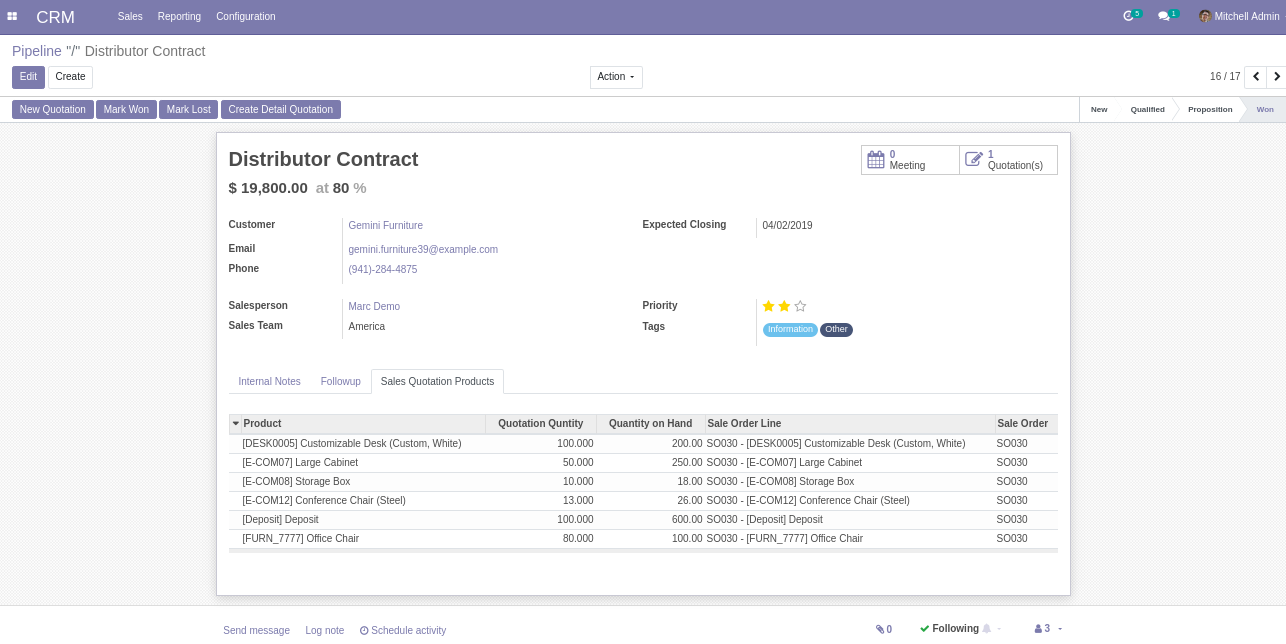 CRM Sales Reporting Configuration 5 1 Mitchell Admin
Pipeline "/" Distributor Contract
Edit Create Action 16 / 17
New Quotation Mark Won Mark Lost Create Detail Quotation New Qualified Proposition Won
Distributor Contract
0 Meeting
1 Quotation(s)
$ 19,800.00 at 80 %
Customer Gemini Furniture Expected Closing 04/02/2019
Email gemini.furniture39@example.com
Phone (941)-284-4875
Salesperson Marc Demo Priority
Sales Team America Tags Information Other
Internal Notes Followup Sales Quotation Products
Product Quotation Quntity Quantity on Hand Sale Order Line Sale Order
[DESK0005] Customizable Desk (Custom, White) 100.000 200.00 SO030 - [DESK0005] Customizable Desk (Custom, White) SO030
[E-COM07] Large Cabinet 50.000 250.00 SO030 - [E-COM07] Large Cabinet SO030
[E-COM08] Storage Box 10.000 18.00 SO030 - [E-COM08] Storage Box SO030
[E-COM12] Conference Chair (Steel) 13.000 26.00 SO030 - [E-COM12] Conference Chair (Steel) SO030
[Deposit] Deposit 100.000 600.00 SO030 - [Deposit] Deposit SO030
[FURN_7777] Office Chair 80.000 100.00 SO030 - [FURN_7777] Office Chair SO030
Send message Log note Schedule activity 0 Following 3